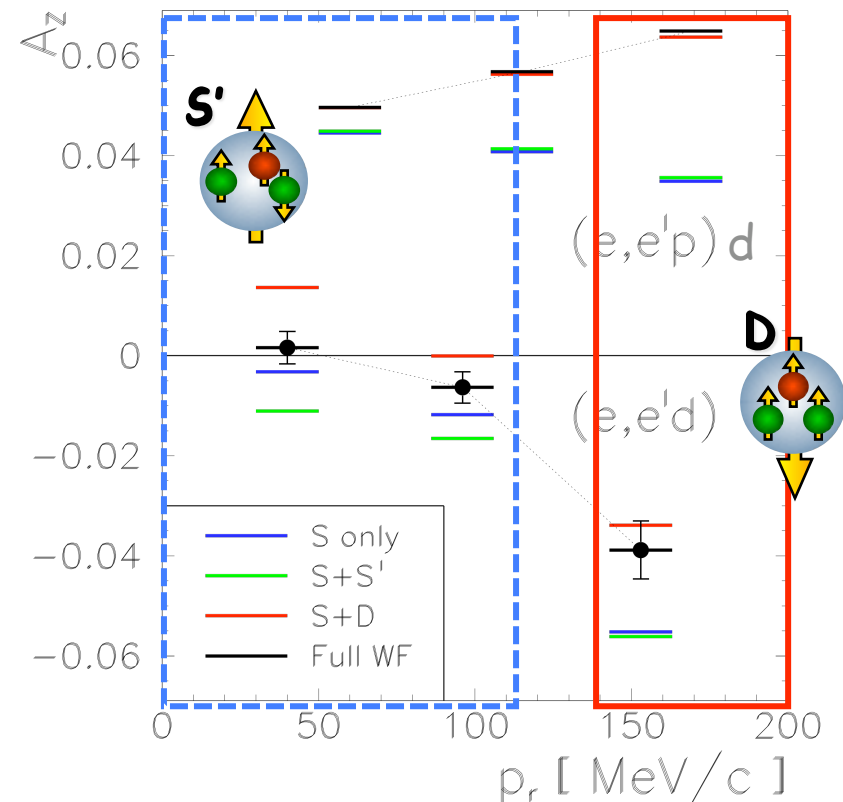 A_z
0.06
S'
0.04
0.02
(e,e'p) d
D
0
(e,e'd)
−0.02
−0.04
−0.06
S only
S+S'
S+D
Full WF
0 50 100 150 200
p_r [ MeV/c ]